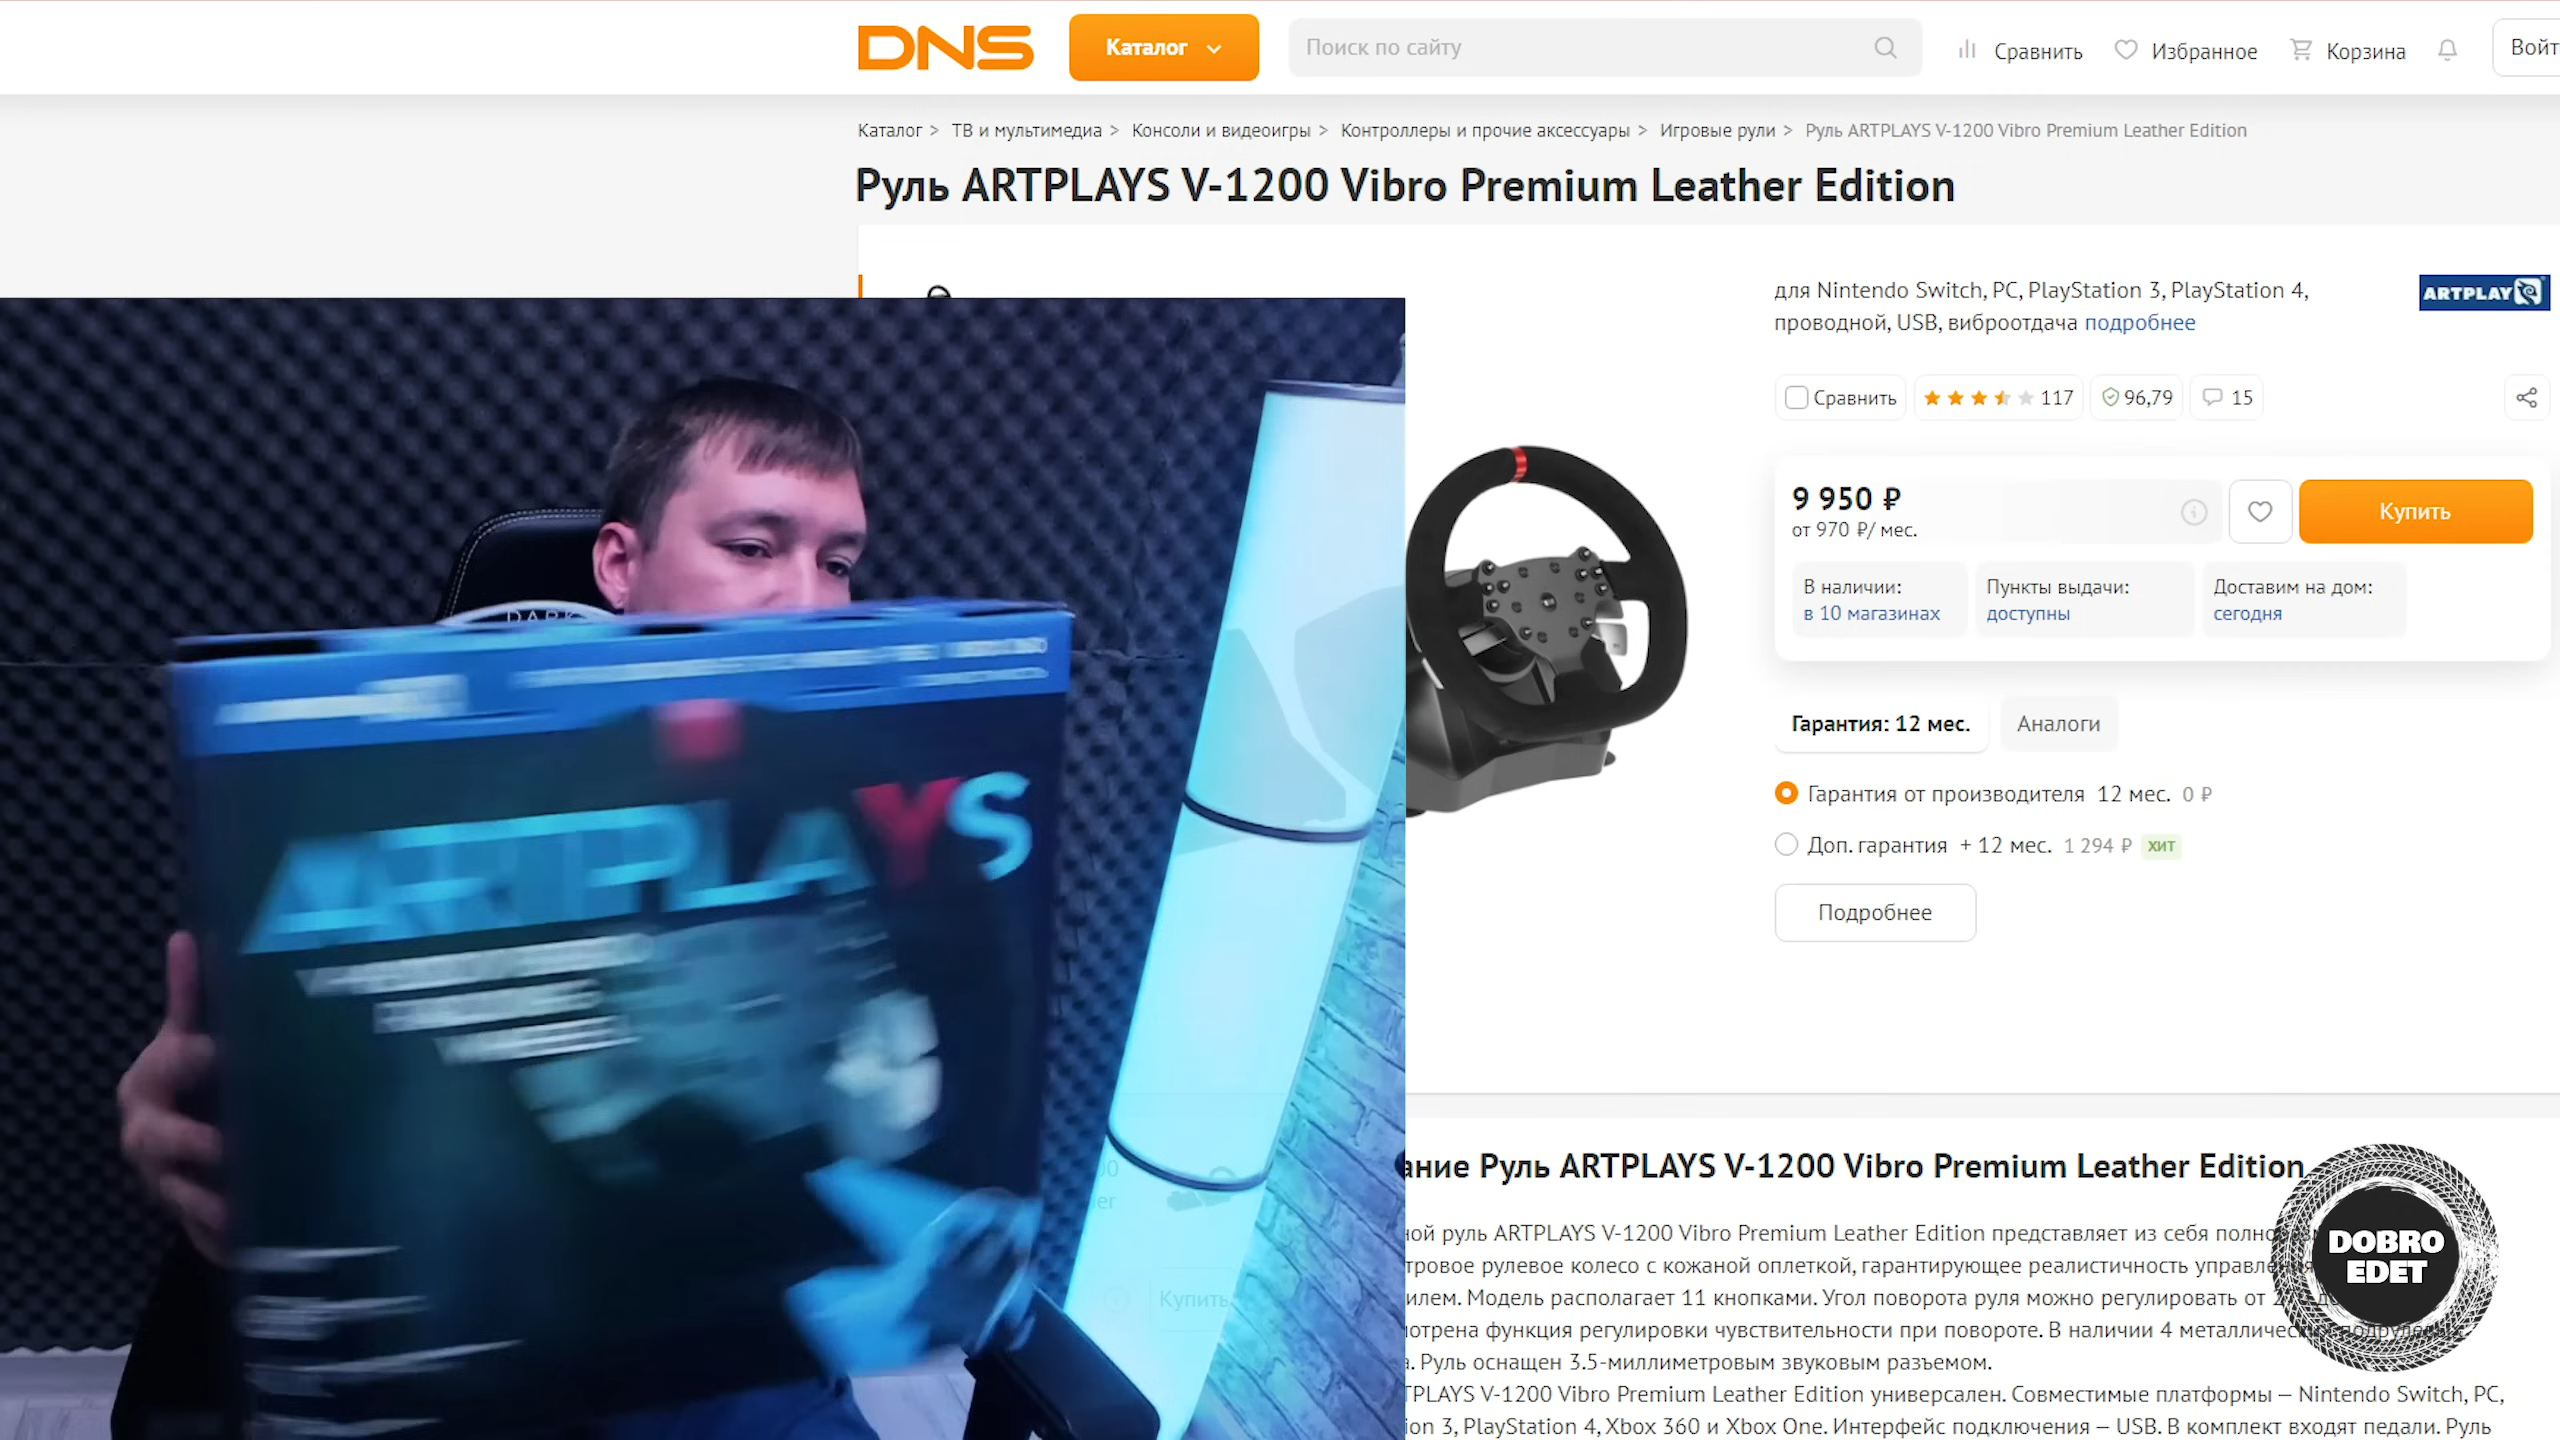 DNS
Каталог
Поиск по сайту
Сравнить
Избранное
Корзина
Войт
Каталог > ТВ и мультимедиа > Консоли и видеоигры > Контроллеры и прочие аксессуары > Игровые рули > Руль ARTPLAYS V-1200 Vibro Premium Leather Edition
Руль ARTPLAYS V-1200 Vibro Premium Leather Edition
для Nintendo Switch, PC, PlayStation 3, PlayStation 4,
проводной, USB, виброотдача подробнее
ARTPLAYS
Сравнить
117
96,79
15
9 950 ₽
от 970 ₽/ мес.
Купить
В наличии:
в 10 магазинах
Пункты выдачи:
доступны
Доставим на дом:
сегодня
Гарантия: 12 мес.
Аналоги
Гарантия от производителя 12 мес. 0 ₽
Доп. гарантия + 12 мес. 1 294 ₽ хит
Подробнее
DARK
ARTPLAYS
Купить
ание Руль ARTPLAYS V-1200 Vibro Premium Leather Edition
ной руль ARTPLAYS V-1200 Vibro Premium Leather Edition представляет из себя
тровое рулевое колесо с кожаной оплеткой, гарантирующее реалистичность
илем. Модель располагает 11 кнопками. Угол поворота руля можно регулировать от
отрена функция регулировки чувствительности при повороте. В наличии 4
а. Руль оснащен 3.5-миллиметровым звуковым разъемом.
TPLAYS V-1200 Vibro Premium Leather Edition универсален. Совместимые платформы – Nintendo Switch, PC,
ion 3, PlayStation 4, Xbox 360 и Xbox One. Интерфейс подключения – USB. В комплект входят педали. Руль
DOBRO
EDET